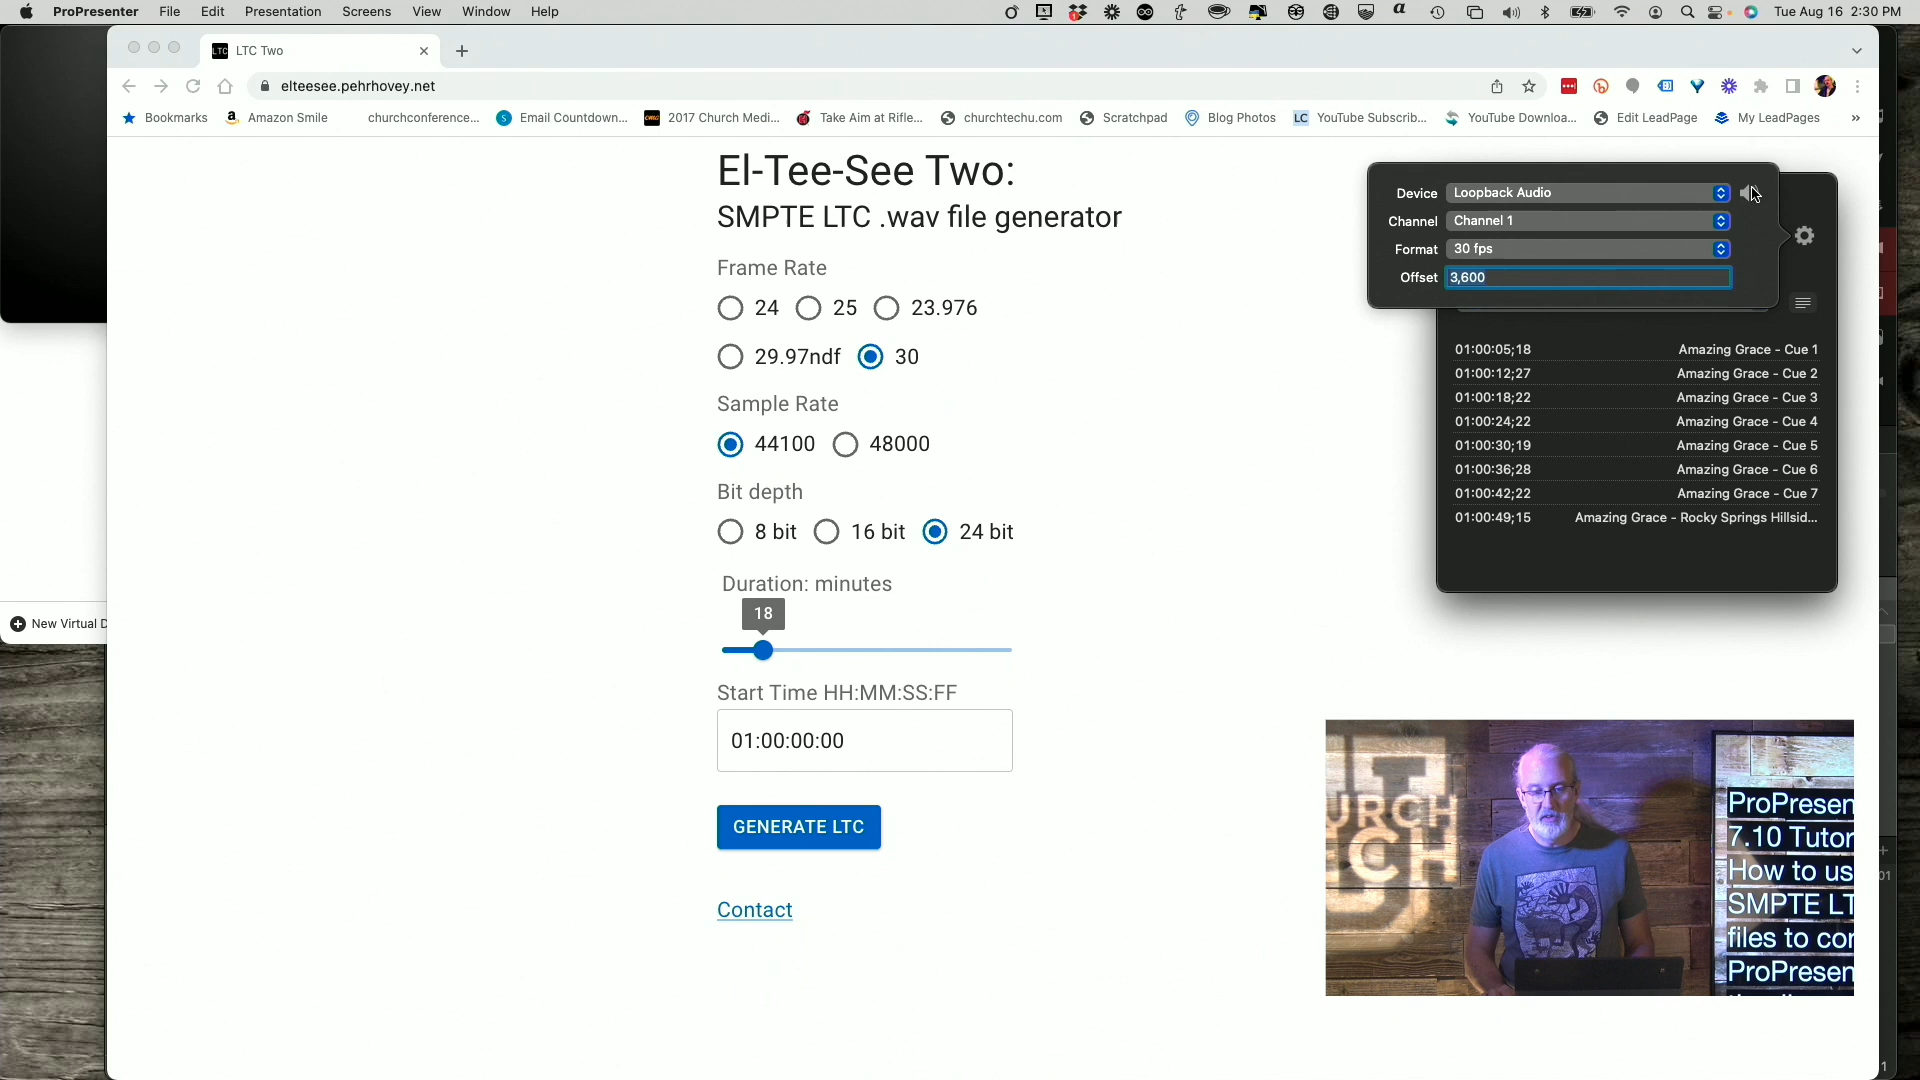 ProPresenter File Edit Presentation Screens View Window Help
Tue Aug 16 2:30 PM
LTC LTC Two
elteesee.pehrhovey.net
Bookmarks Amazon Smile churchconference... Email Countdown... 2017 Church Medi... Take Aim at Rifle... churchtechu.com Scratchpad Blog Photos LC YouTube Subscrib... YouTube Downloa... Edit LeadPage My LeadPages »
El-Tee-See Two:
SMPTE LTC .wav file generator
Frame Rate
24 25 23.976
29.97ndf 30
Sample Rate
44100 48000
Bit depth
8 bit 16 bit 24 bit
Duration: minutes
18
Start Time HH:MM:SS:FF
01:00:00:00
GENERATE LTC
Contact
New Virtual D
Device Loopback Audio
Channel Channel 1
Format 30 fps
Offset 3,600
01:00:05;18 Amazing Grace - Cue 1
01:00:12;27 Amazing Grace - Cue 2
01:00:18;22 Amazing Grace - Cue 3
01:00:24;22 Amazing Grace - Cue 4
01:00:30;19 Amazing Grace - Cue 5
01:00:36;28 Amazing Grace - Cue 6
01:00:42;22 Amazing Grace - Cue 7
01:00:49;15 Amazing Grace - Rocky Springs Hillsid...
URCH
ProPresen
7.10 Tutor
How to us
SMPTE LT
files to cor
ProPresen
01
1